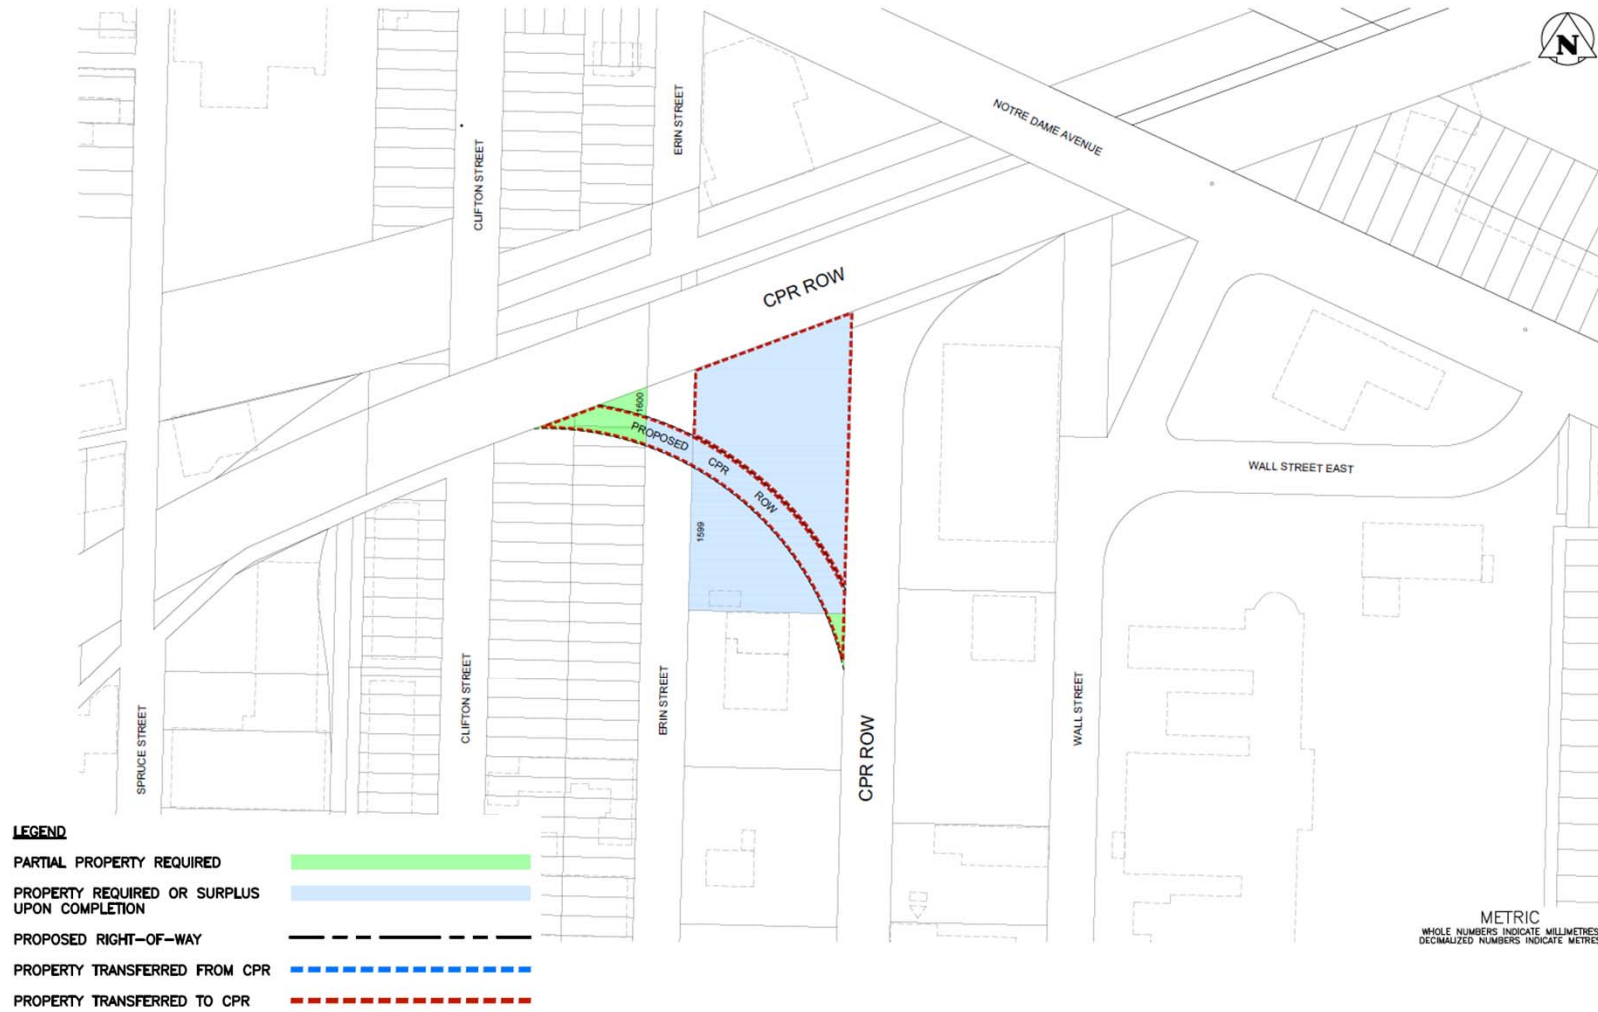 N
NOTRE DAME AVENUE
ERIN STREET
CLIFTON STREET
CPR ROW
1600
PROPOSED
CPR
ROW
WALL STREET EAST
1599
CLIFTON STREET
ERIN STREET
WALL STREET
SPRUCE STREET
CPR ROW
LEGEND
PARTIAL PROPERTY REQUIRED
PROPERTY REQUIRED OR SURPLUS
UPON COMPLETION
PROPOSED RIGHT-OF-WAY
PROPERTY TRANSFERRED FROM CPR
PROPERTY TRANSFERRED TO CPR
METRIC
WHOLE NUMBERS INDICATE MILLIMETRES
DECIMALIZED NUMBERS INDICATE METRES